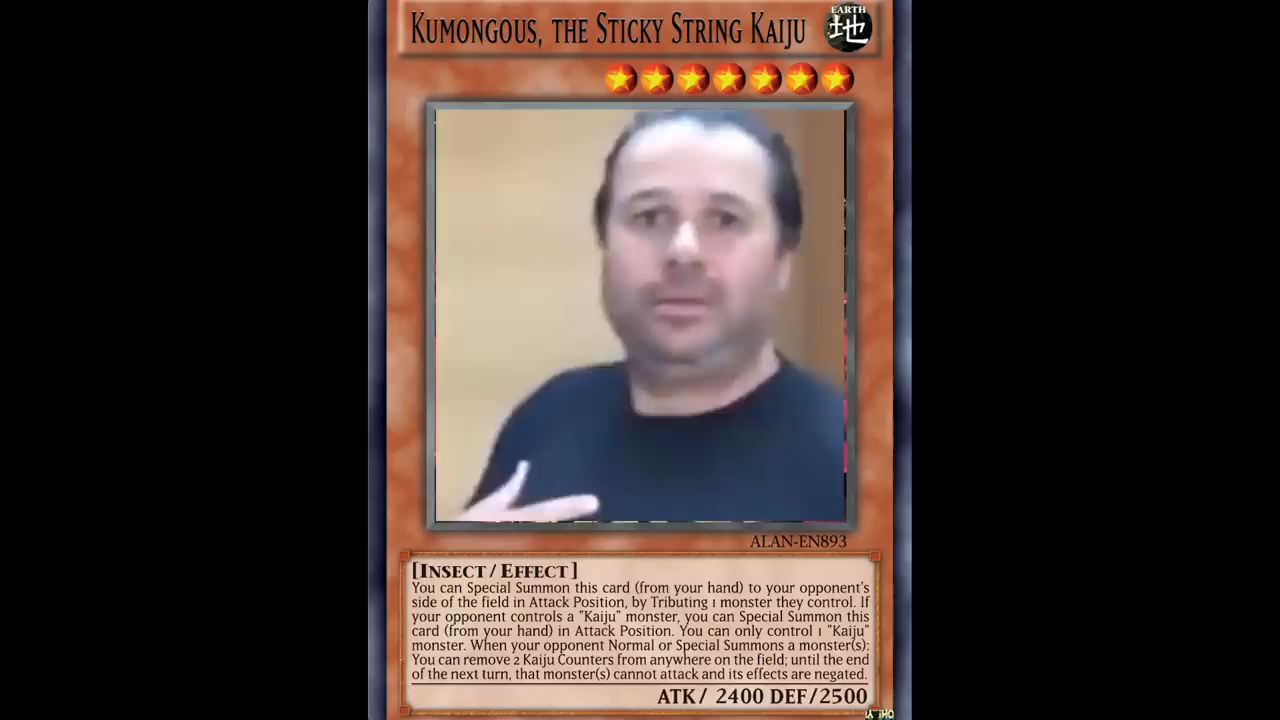 KUMONGOUS, THE STICKY STRING KAIJU
EARTH
地
ALAN-EN893
[INSECT / EFFECT]
You can Special Summon this card (from your hand) to your opponent's
side of the field in Attack Position, by Tributing 1 monster they control. If
your opponent controls a "Kaiju" monster, you can Special Summon this
card (from your hand) in Attack Position. You can only control 1 "Kaiju"
monster. When your opponent Normal or Special Summons a monster(s):
You can remove 2 Kaiju Counters from anywhere on the field; until the end
of the next turn, that monster(s) cannot attack and its effects are negated.
ATK/ 2400 DEF/2500